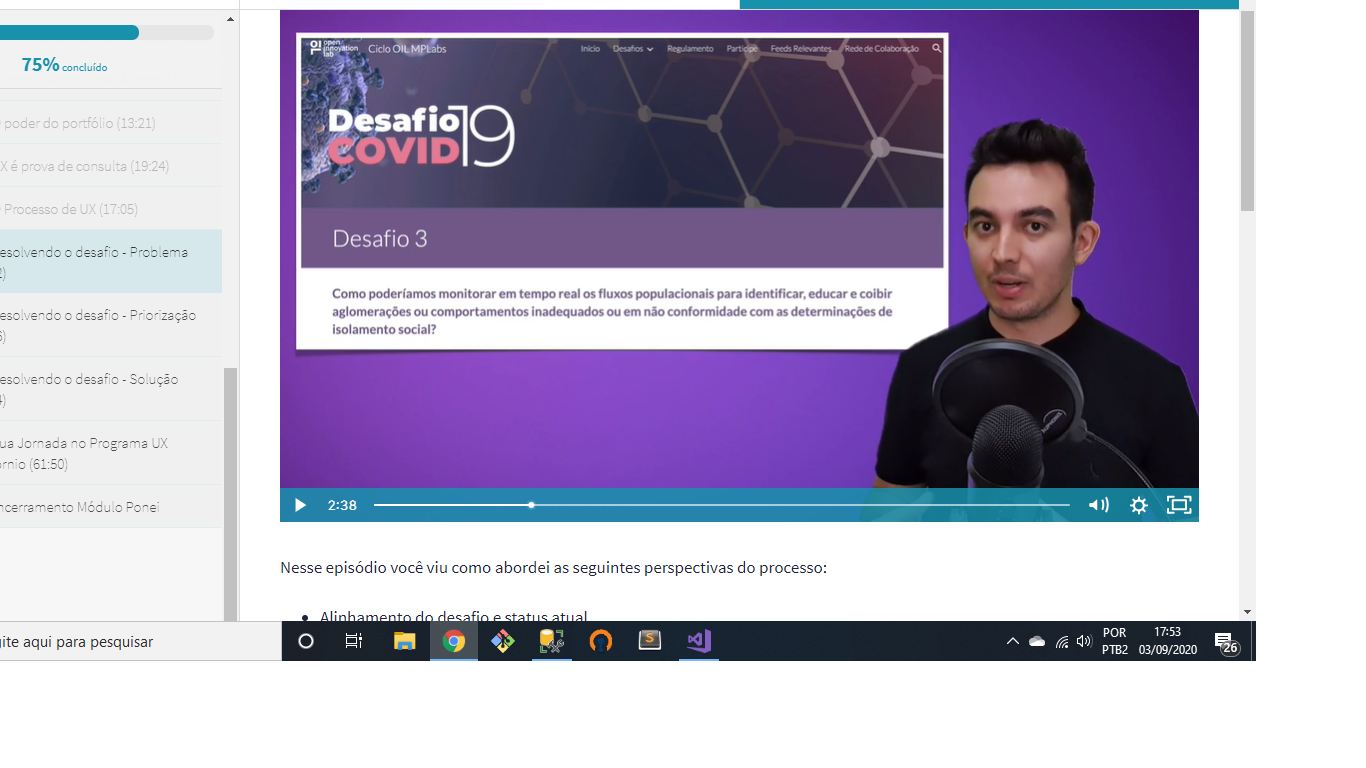 75% concluído
poder do portfólio (13:21)
X é prova de consulta (19:24)
Processo de UX (17:05)
esolvendo o desafio - Problema
2)
esolvendo o desafio - Priorização
6)
esolvendo o desafio - Solução
4)
ua Jornada no Programa UX
órnio (61:50)
ncerramento Módulo Ponei
open
innovation
lab
Ciclo OIL MPLabs
Início Desafios Regulamento Participe Feeds Relevantes Rede de Colaboração
Desafio
COVID19
Desafio 3
Como poderíamos monitorar em tempo real os fluxos populacionais para identificar, educar e coibir
aglomerações ou comportamentos inadequados ou em não conformidade com as determinações de
isolamento social?
2:38
Nesse episódio você viu como abordei as seguintes perspectivas do processo:
Alinhamento do desafio e status atual
ite aqui para pesquisar
POR
PTB2
17:53
03/09/2020
26